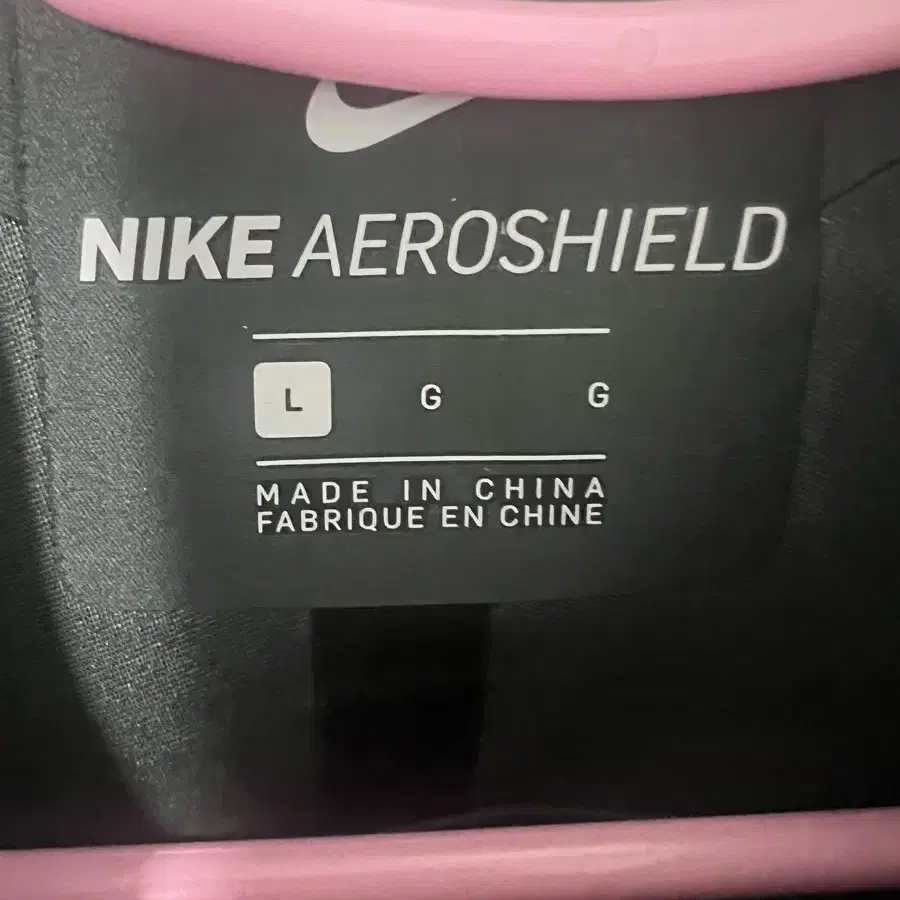 NIKE AEROSHIELD
L G G
MADE IN CHINA
FABRIQUE EN CHINE